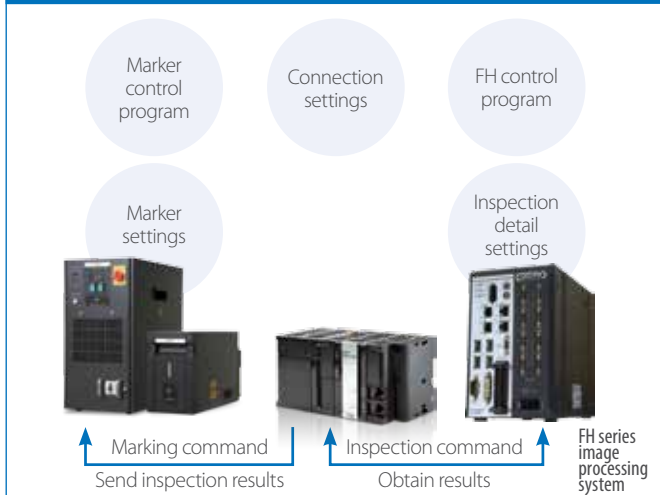 Marker
control
program
Connection
settings
FH control
program
Marker
settings
Inspection
detail
settings
Marking command
Send inspection results
Inspection command
Obtain results
FH series
image
processing
system